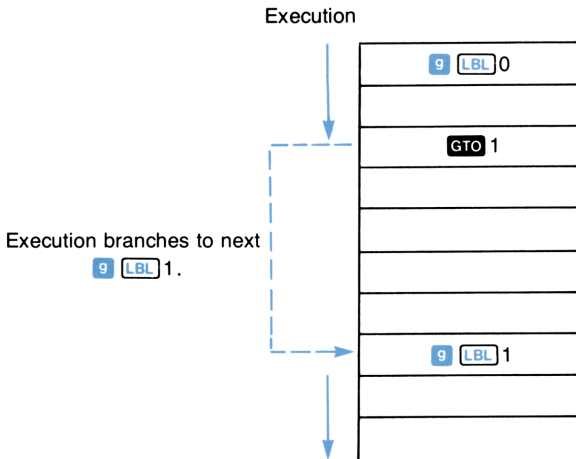 Execution
g LBL 0
GTO 1
Execution branches to next
g LBL 1.
g LBL 1